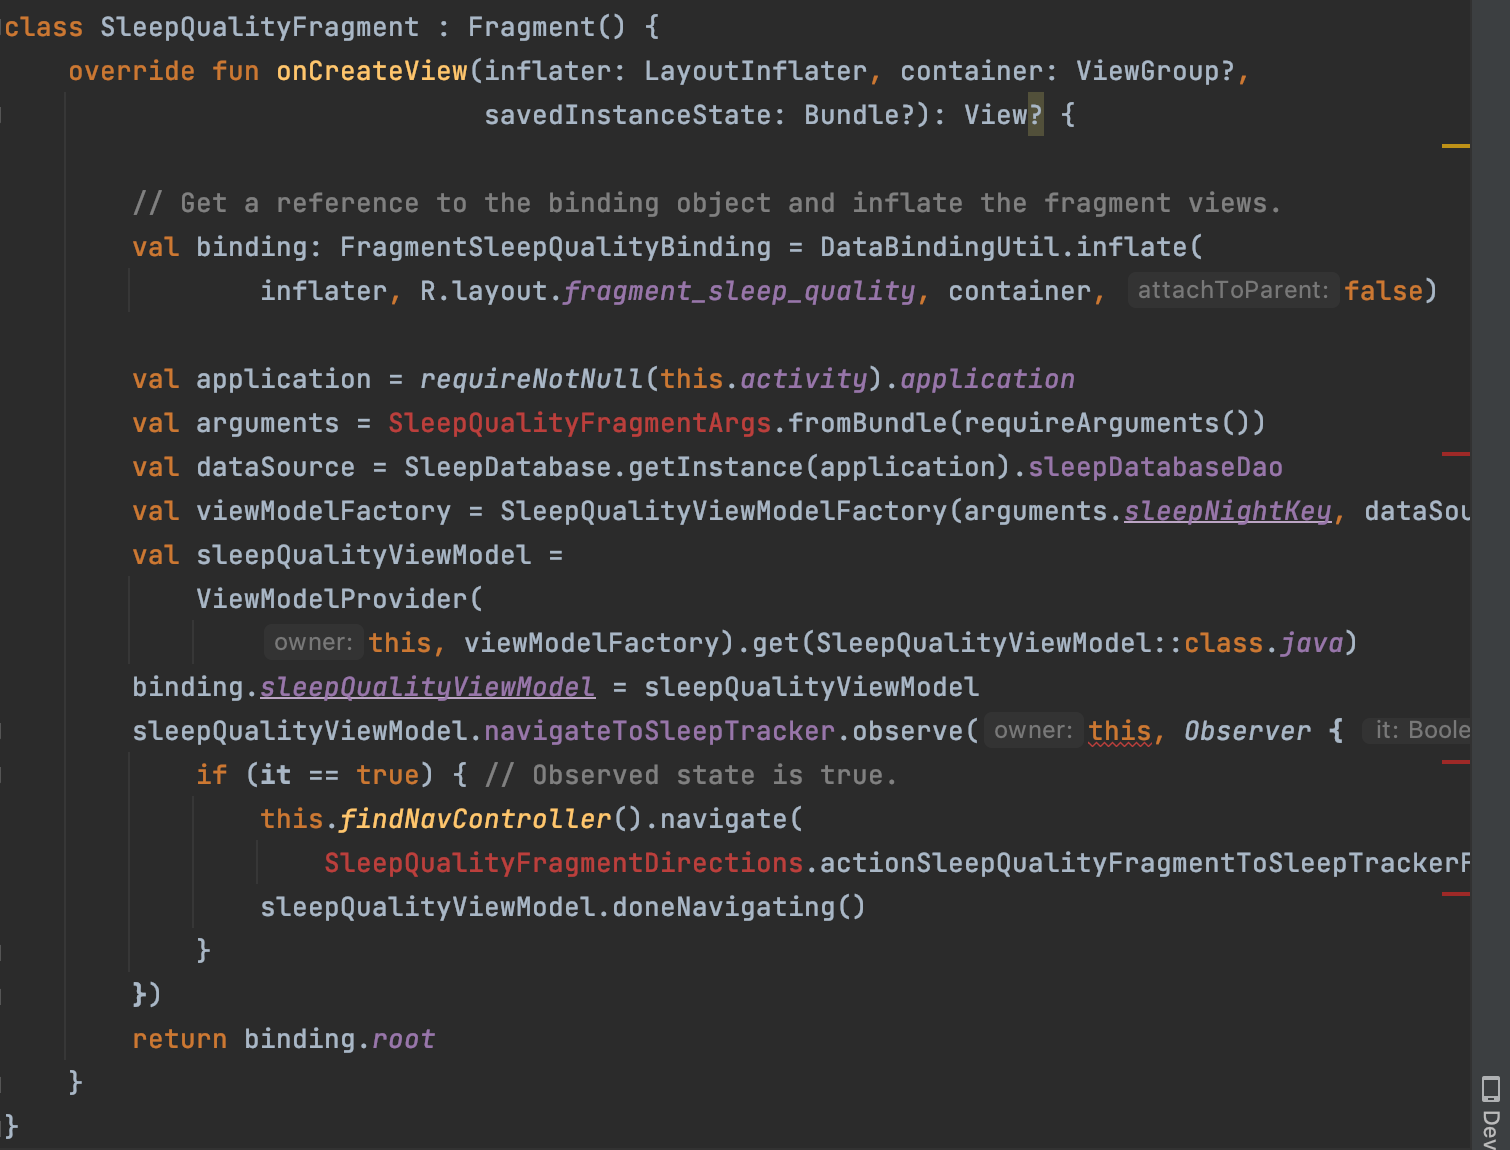 class SleepQualityFragment : Fragment() {
override fun onCreateView(inflater: LayoutInflater, container: ViewGroup?,
savedInstanceState: Bundle?): View? {
// Get a reference to the binding object and inflate the fragment views.
val binding: FragmentSleepQualityBinding = DataBindingUtil.inflate(
inflater, R.layout.fragment_sleep_quality, container, attachToParent: false)
val application = requireNotNull(this.activity).application
val arguments = SleepQualityFragmentArgs.fromBundle(requireArguments())
val dataSource = SleepDatabase.getInstance(application).sleepDatabaseDao
val viewModelFactory = SleepQualityViewModelFactory(arguments.sleepNightKey, dataSou
val sleepQualityViewModel =
ViewModelProvider(
owner: this, viewModelFactory).get(SleepQualityViewModel::class.java)
binding.sleepQualityViewModel = sleepQualityViewModel
sleepQualityViewModel.navigateToSleepTracker.observe( owner: this, Observer { it: Boole
if (it == true) { // Observed state is true.
this.findNavController().navigate(
SleepQualityFragmentDirections.actionSleepQualityFragmentToSleepTrackerF
sleepQualityViewModel.doneNavigating()
}
})
return binding.root
}
}
Dev